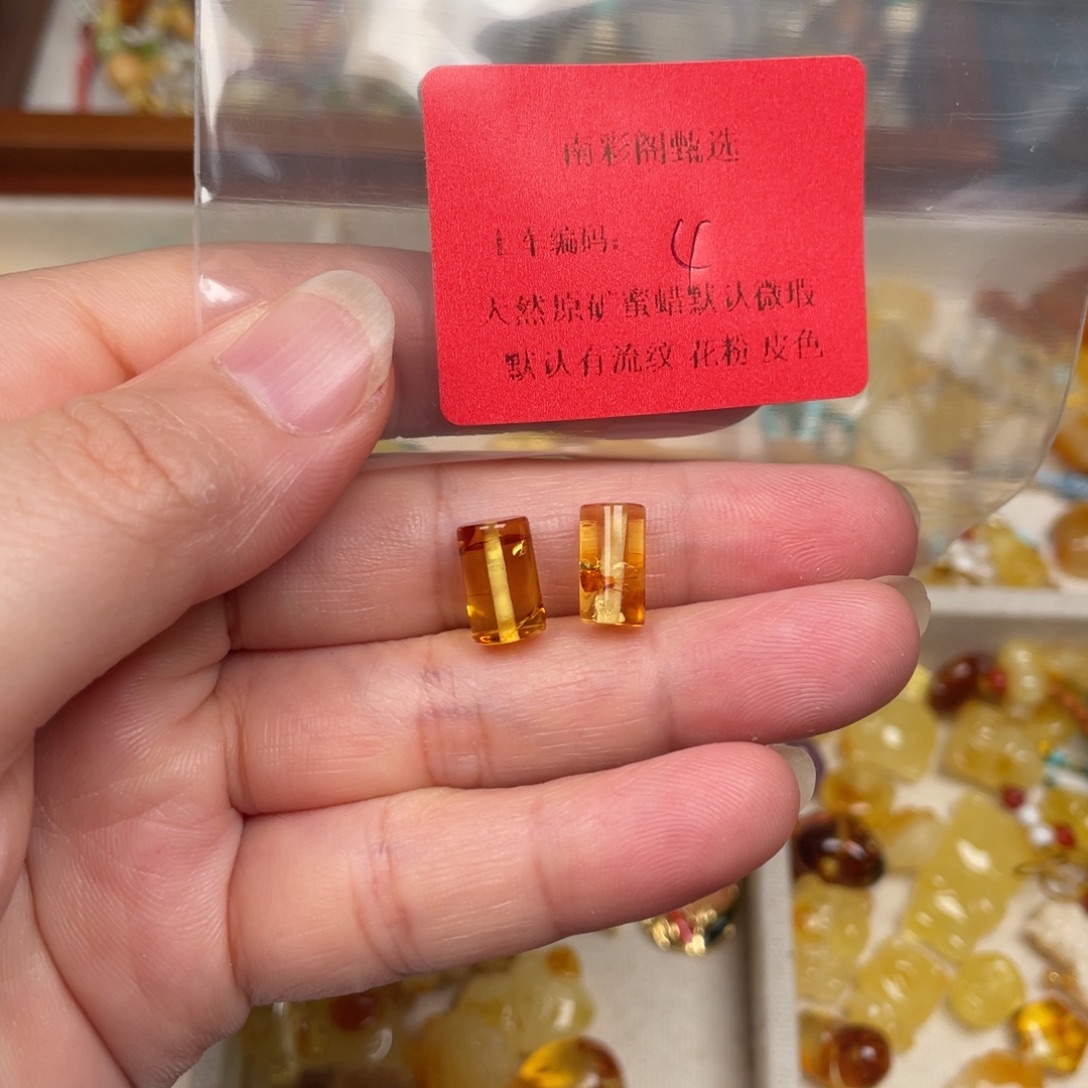 南彩阁甄选
上车编码：
天然原矿蜜蜡默认微瑕
默认有流纹 花粉 皮色